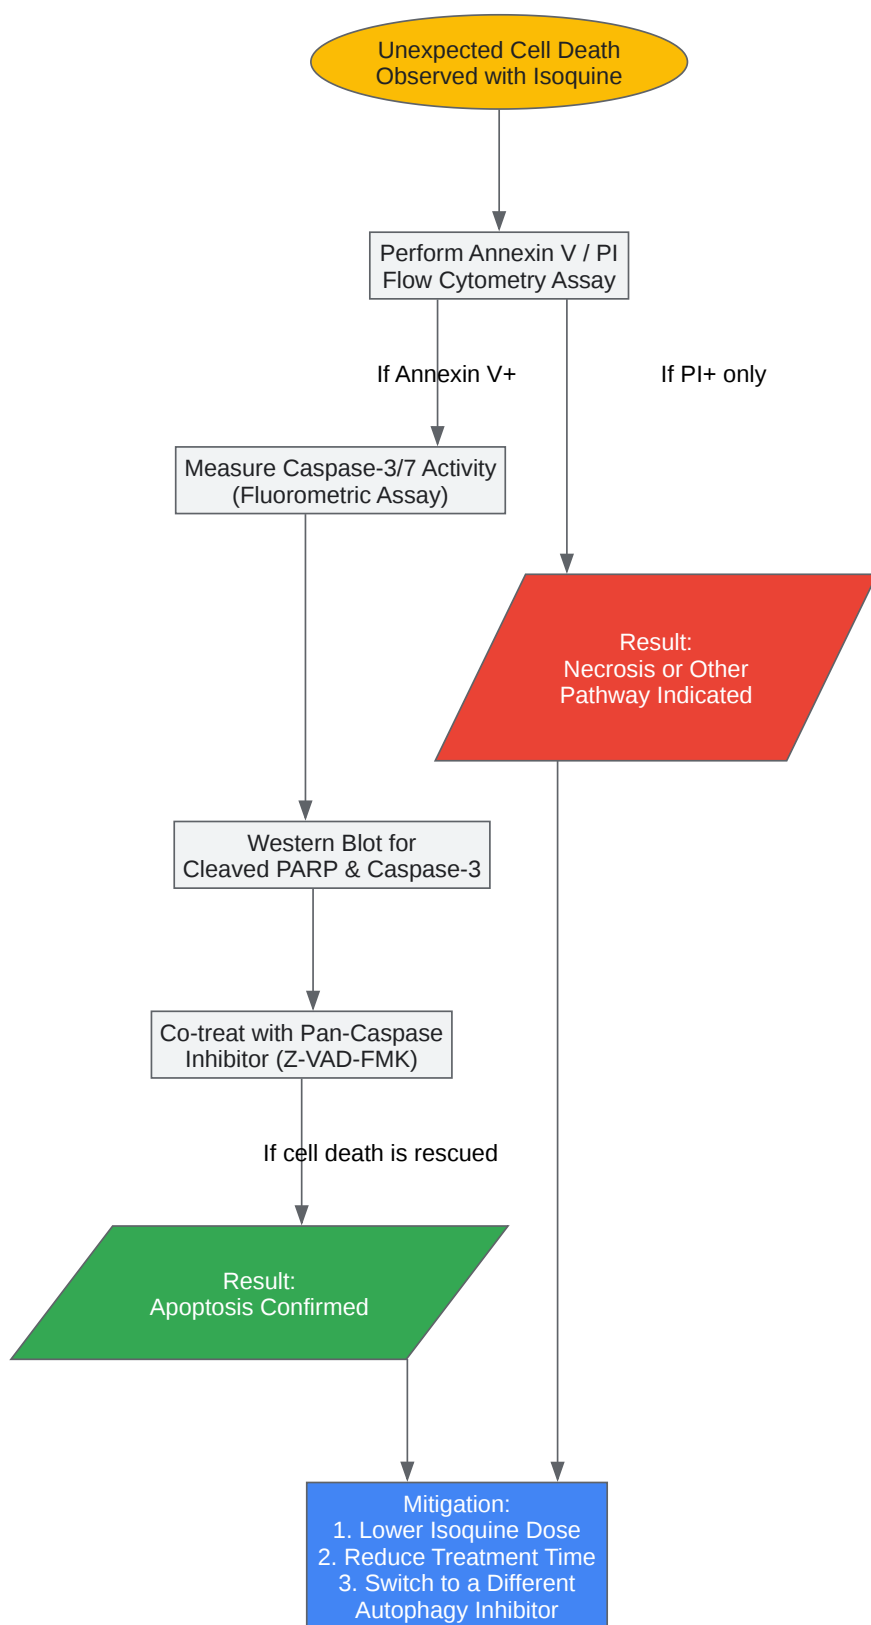 Unexpected Cell Death
Observed with Isoquine
Perform Annexin V / PI
Flow Cytometry Assay
If Annexin V+
If PI+ only
Measure Caspase-3/7 Activity
(Fluorometric Assay)
Result:
Necrosis or Other
Pathway Indicated
Western Blot for
Cleaved PARP & Caspase-3
Co-treat with Pan-Caspase
Inhibitor (Z-VAD-FMK)
If cell death is rescued
Result:
Apoptosis Confirmed
Mitigation:
1. Lower Isoquine Dose
2. Reduce Treatment Time
3. Switch to a Different
Autophagy Inhibitor